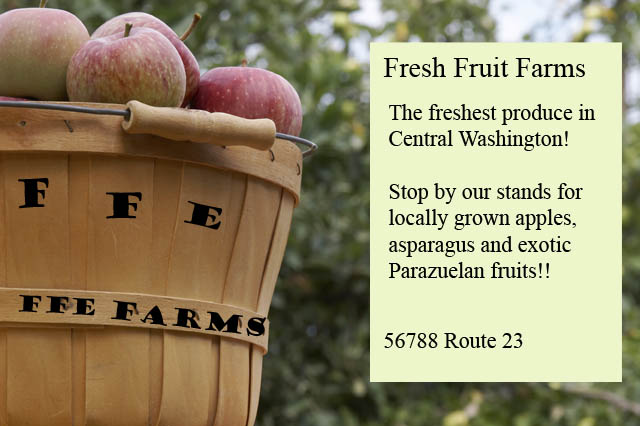 F F E
FFE FARMS
Fresh Fruit Farms
The freshest produce in
Central Washington!
Stop by our stands for
locally grown apples,
asparagus and exotic
Parazuelan fruits!!
56788 Route 23